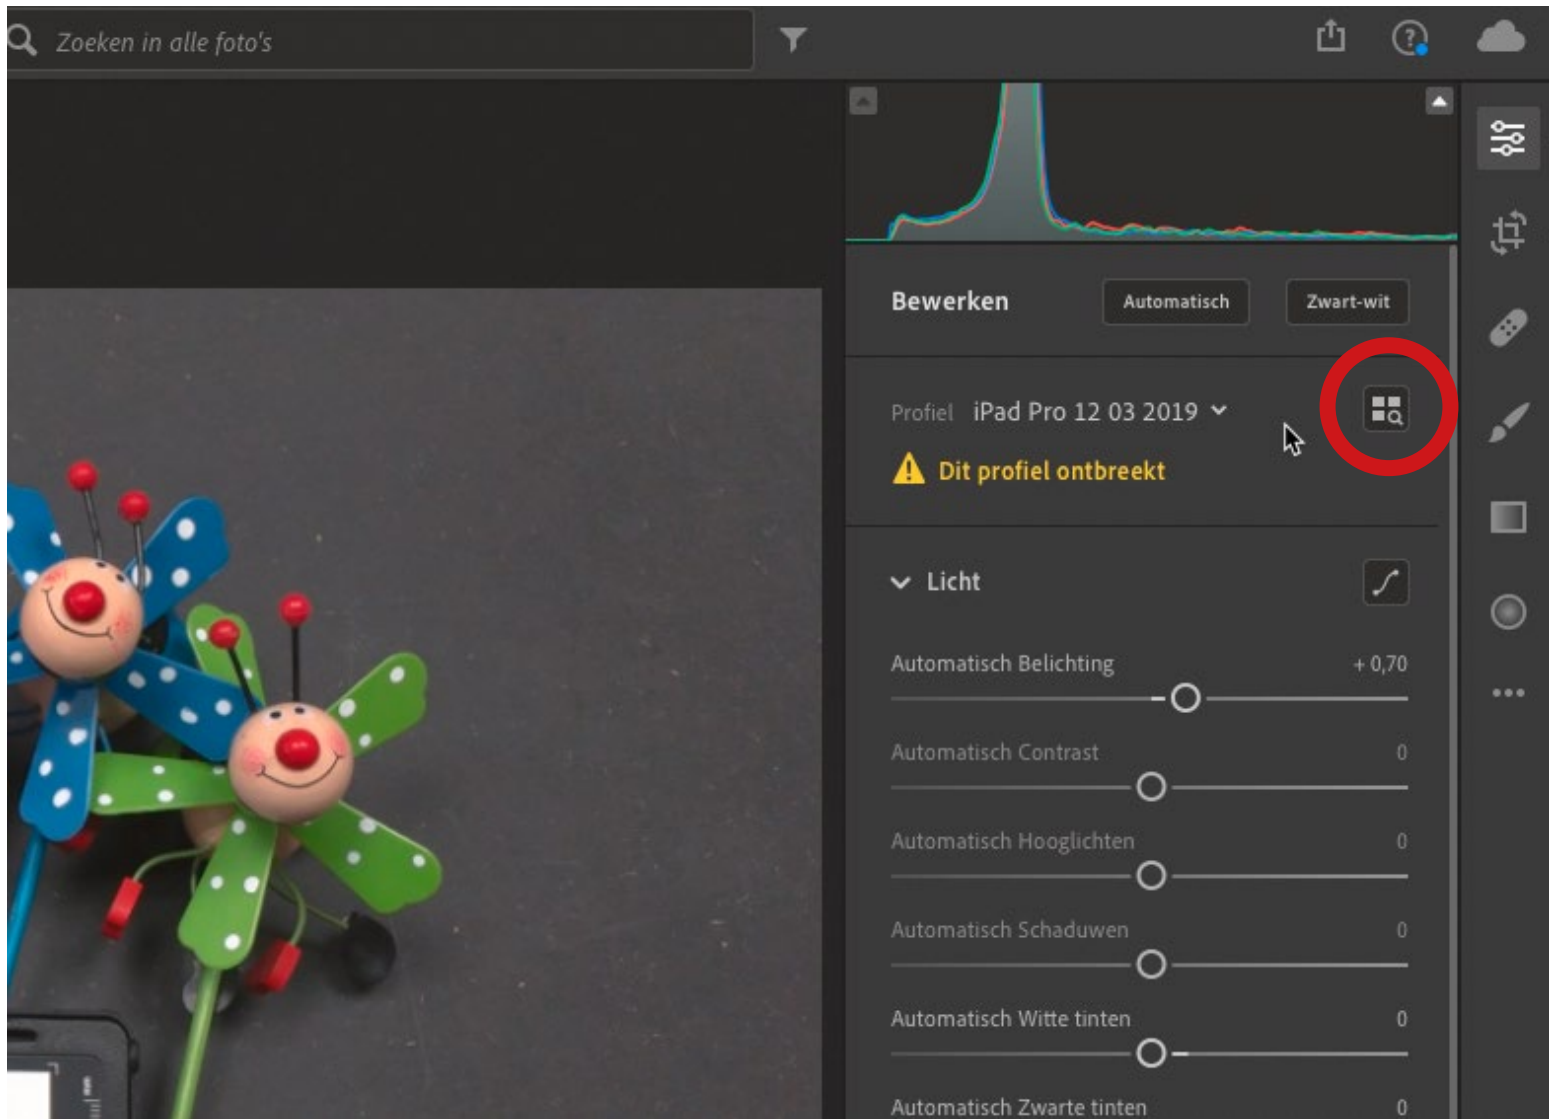 Zoeken in alle foto's
Bewerken Automatisch Zwart-wit
Profiel iPad Pro 12 03 2019
Dit profiel ontbreekt
Licht
Automatisch Belichting + 0,70
Automatisch Contrast 0
Automatisch Hooglichten 0
Automatisch Schaduwen 0
Automatisch Witte tinten 0
Automatisch Zwarte tinten 0